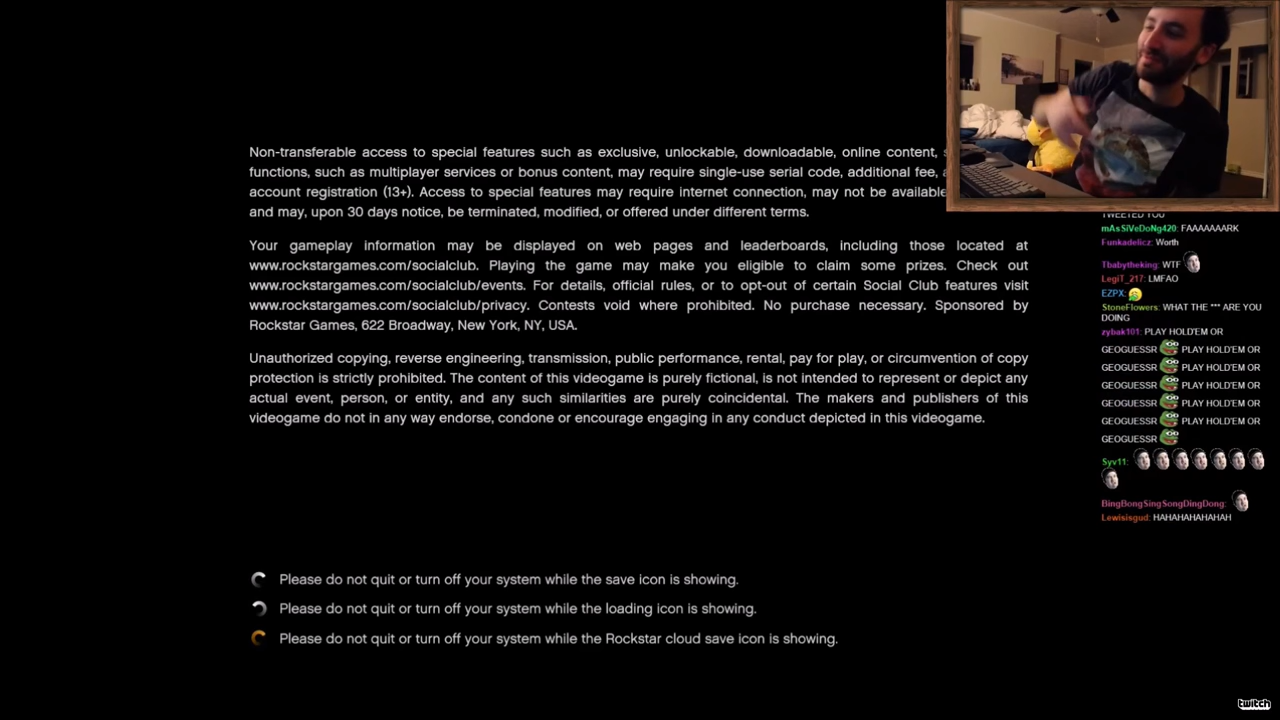 Non-transferable access to special features such as exclusive, unlockable, downloadable, online content,
functions, such as multiplayer services or bonus content, may require single-use serial code, additional fee,
account registration (13+). Access to special features may require internet connection, may not be available
and may, upon 30 days notice, be terminated, modified, or offered under different terms.
Your gameplay information may be displayed on web pages and leaderboards, including those located at
www.rockstargames.com/socialclub. Playing the game may make you eligible to claim some prizes. Check out
www.rockstargames.com/socialclub/events. For details, official rules, or to opt-out of certain Social Club features visit
www.rockstargames.com/socialclub/privacy. Contests void where prohibited. No purchase necessary. Sponsored by
Rockstar Games, 622 Broadway, New York, NY, USA.
Unauthorized copying, reverse engineering, transmission, public performance, rental, pay for play, or circumvention of copy
protection is strictly prohibited. The content of this videogame is purely fictional, is not intended to represent or depict any
actual event, person, or entity, and any such similarities are purely coincidental. The makers and publishers of this
videogame do not in any way endorse, condone or encourage engaging in any conduct depicted in this videogame.
Please do not quit or turn off your system while the save icon is showing.
Please do not quit or turn off your system while the loading icon is showing.
Please do not quit or turn off your system while the Rockstar cloud save icon is showing.
TWEETED YOU
mAsSiVeDoNg420: FAAAAAAARK
Funkadelicz: Worth
Tbabytheking: WTF
LegiT_217: LMFAO
EZPX:
StoneFlowers: WHAT THE *** ARE YOU
DOING
zybak101: PLAY HOLD'EM OR
GEOGUESSR PLAY HOLD'EM OR
GEOGUESSR PLAY HOLD'EM OR
GEOGUESSR PLAY HOLD'EM OR
GEOGUESSR PLAY HOLD'EM OR
GEOGUESSR PLAY HOLD'EM OR
GEOGUESSR
Syv11:
BingBongSingSongDingDong:
Lewisisgud: HAHAHAHAHAHAH
twitch